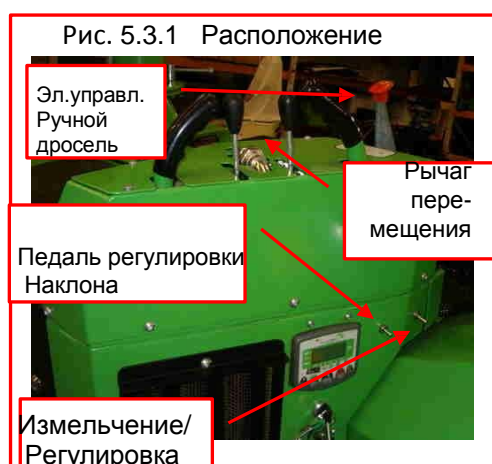 Рис. 5.3.1 Расположение
Эл.управл.
Ручной
дросель
Рычаг
пере-
мещения
Педаль регулировки
Наклона
Измельчение/
Регулировка